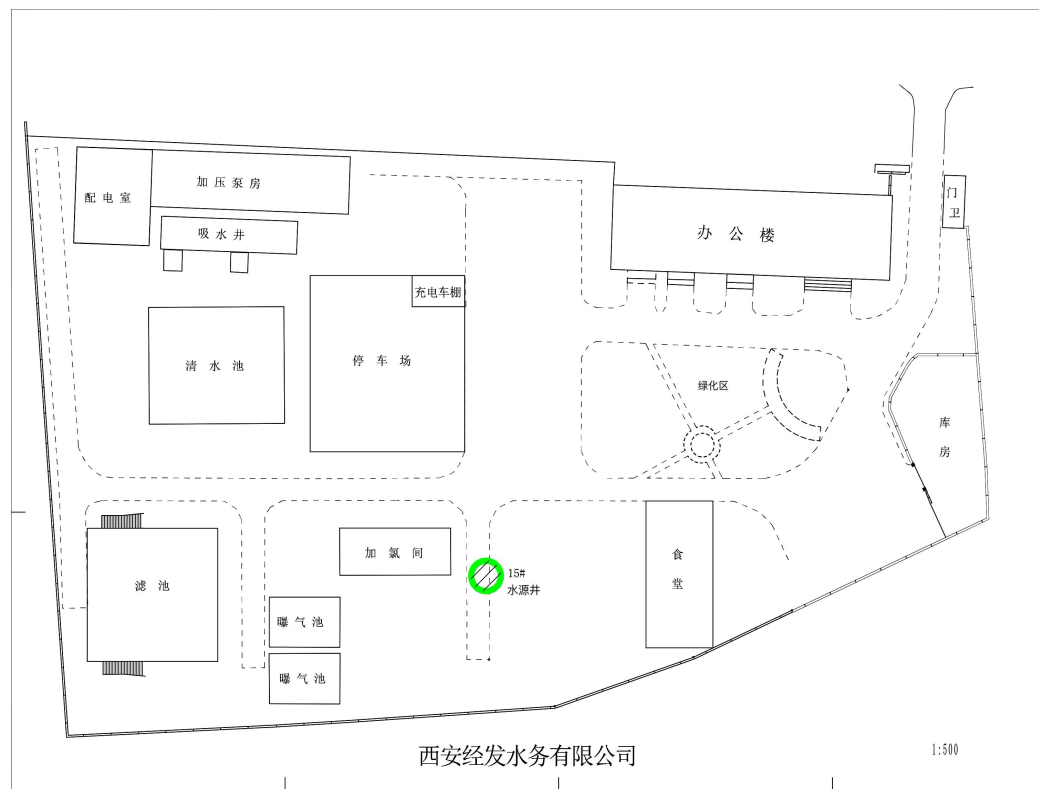 配电室
加压泵房
吸水井
办公楼
门
卫
充电车棚
清水池
停车场
绿化区
库
房
滤池
加氯间
15#
水源井
食
堂
曝气池
曝气池
西安经发水务有限公司
1:500